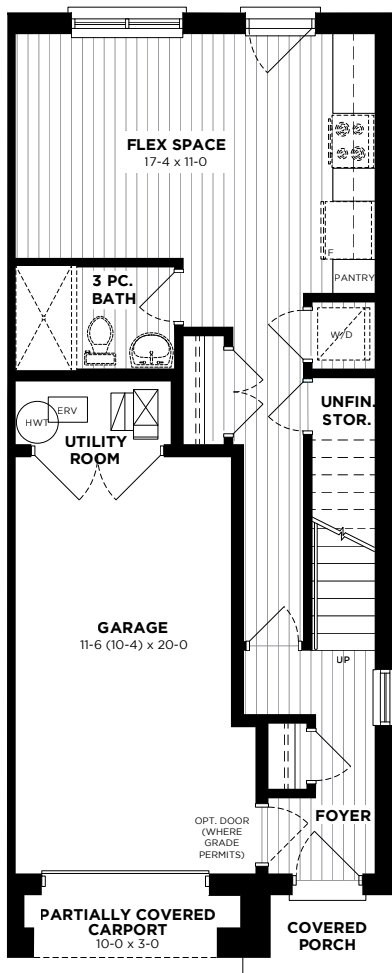 FLEX SPACE
17-4 x 11-0
F
PANTRY
3 PC.
BATH
W/D
UNFIN.
STOR.
ERV
HWT
UTILITY
ROOM
GARAGE
11-6 (10-4) x 20-0
UP
OPT. DOOR
(WHERE
GRADE
PERMITS)
FOYER
PARTIALLY COVERED
CARPORT
10-0 x 3-0
COVERED
PORCH